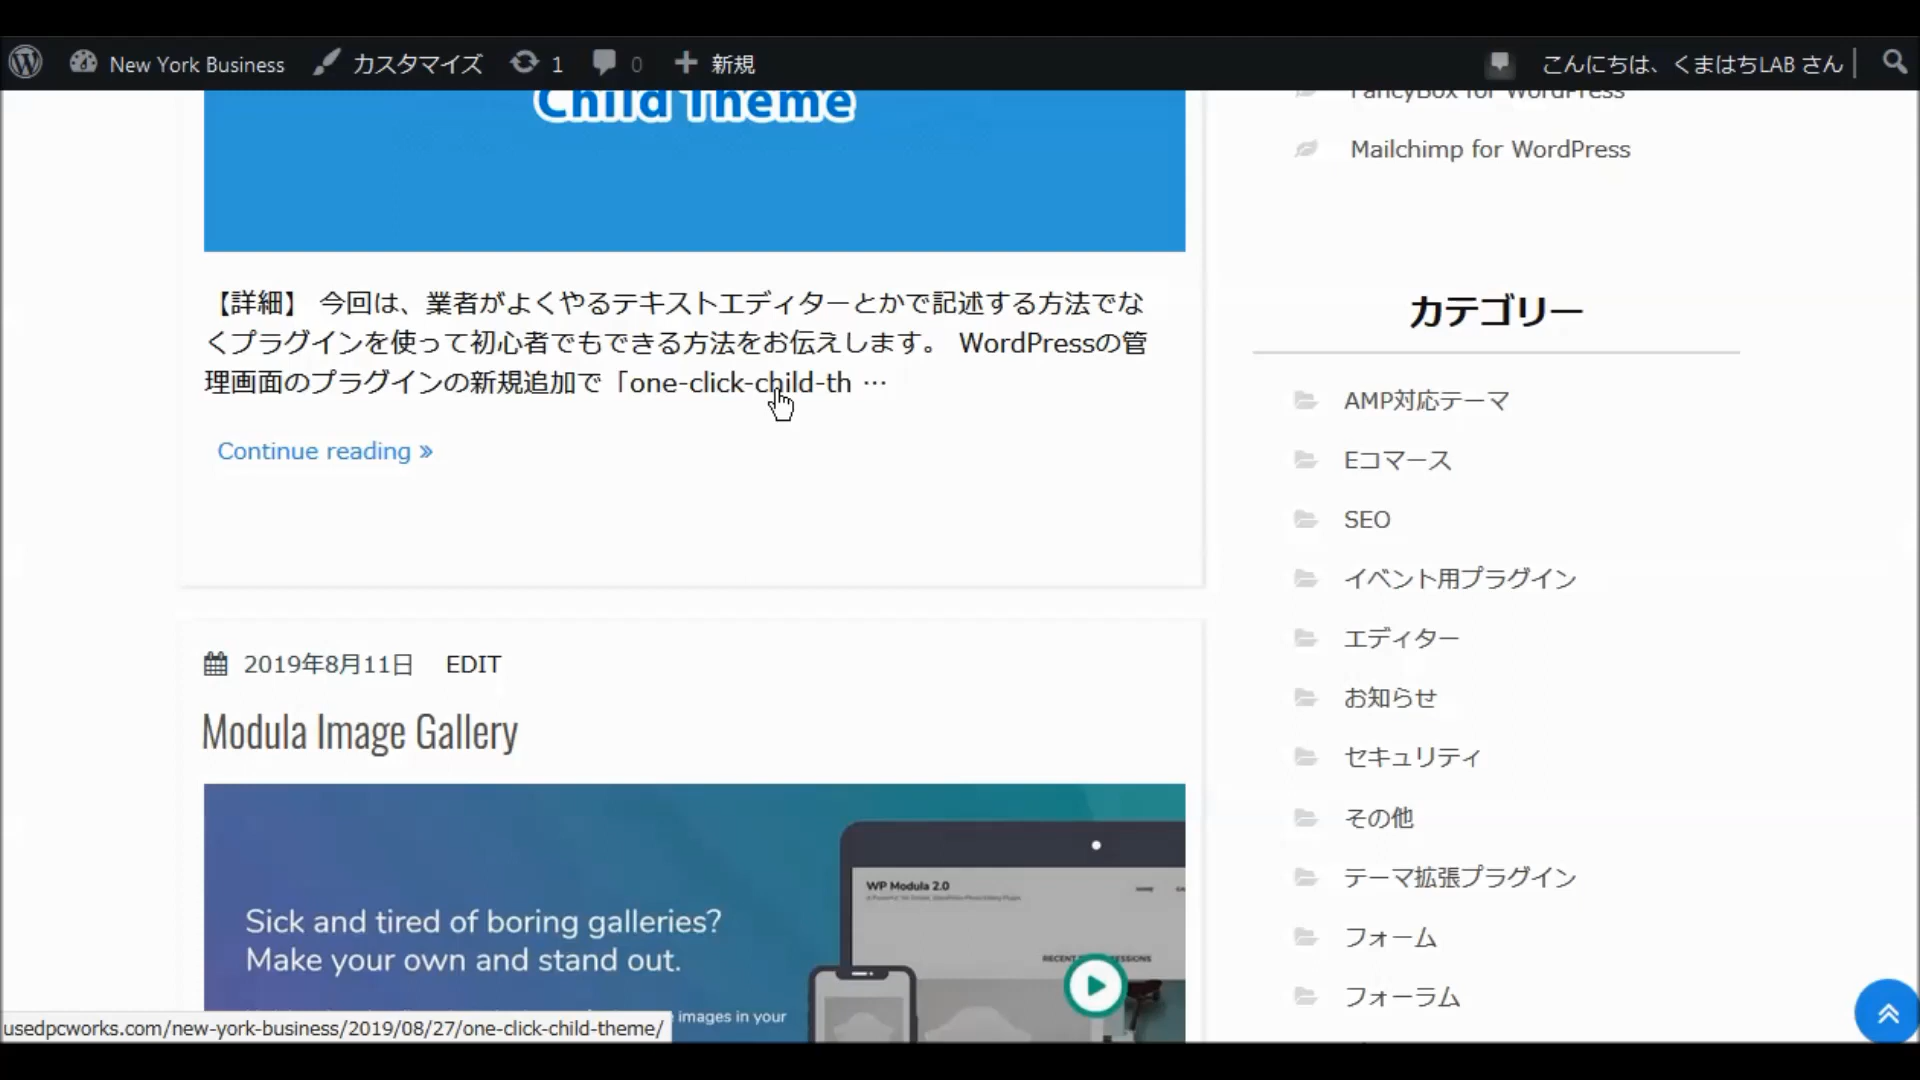 New York Business カスタマイズ 1 0 新規 こんにちは、くまはちLAB さん
Child Theme
【詳細】 今回は、業者がよくやるテキストエディターとかで記述する方法でな
くプラグインを使って初心者でもできる方法をお伝えします。 WordPressの管
理画面のプラグインの新規追加で「one-click-child-th …
Continue reading »
2019年8月11日 EDIT
Modula Image Gallery
Sick and tired of boring galleries?
Make your own and stand out.
images in your
WP Modula 2.0
usedpcworks.com/new-york-business/2019/08/27/one-click-child-theme/
FancyBox for WordPress
Mailchimp for WordPress
カテゴリー
AMP対応テーマ
Eコマース
SEO
イベント用プラグイン
エディター
お知らせ
セキュリティ
その他
テーマ拡張プラグイン
フォーム
フォーラム